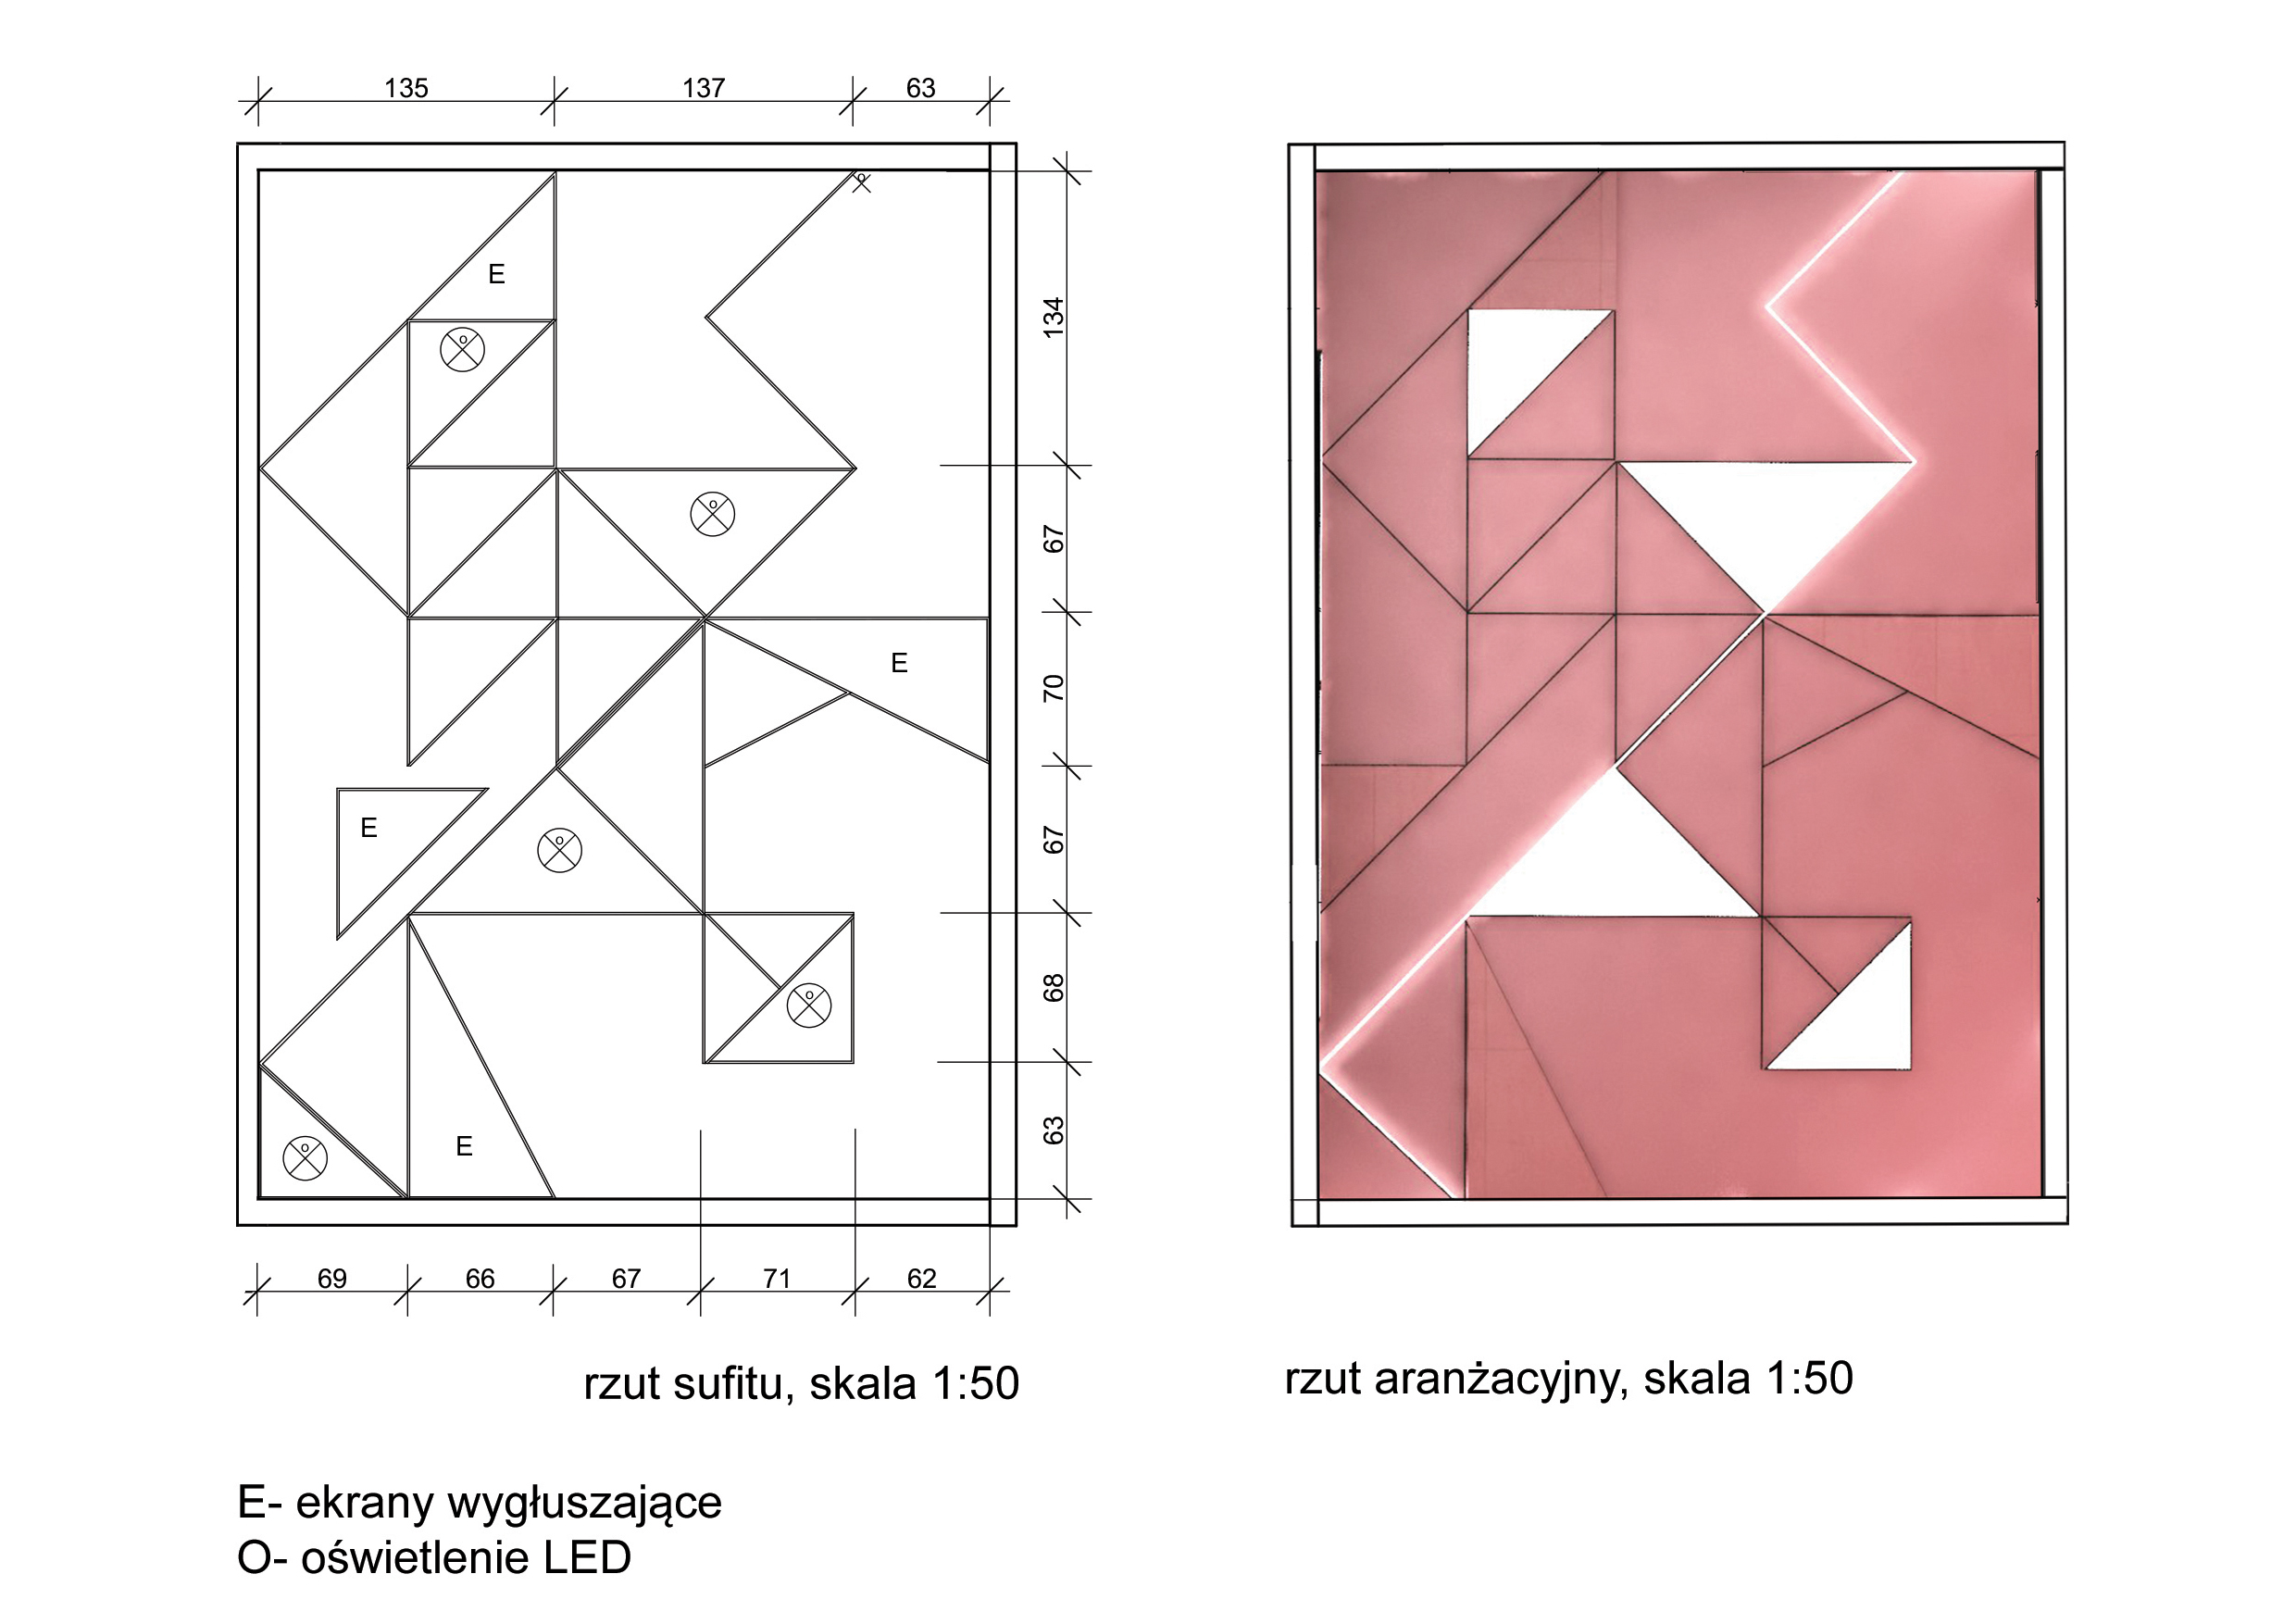 135 137 63
E
o
134
o
o
67
E
70
E
o
67
o
68
E
o
63
69 66 67 71 62
rzut sufitu, skala 1:50
rzut aranżacyjny, skala 1:50
E- ekrany wygłuszające
O- oświetlenie LED